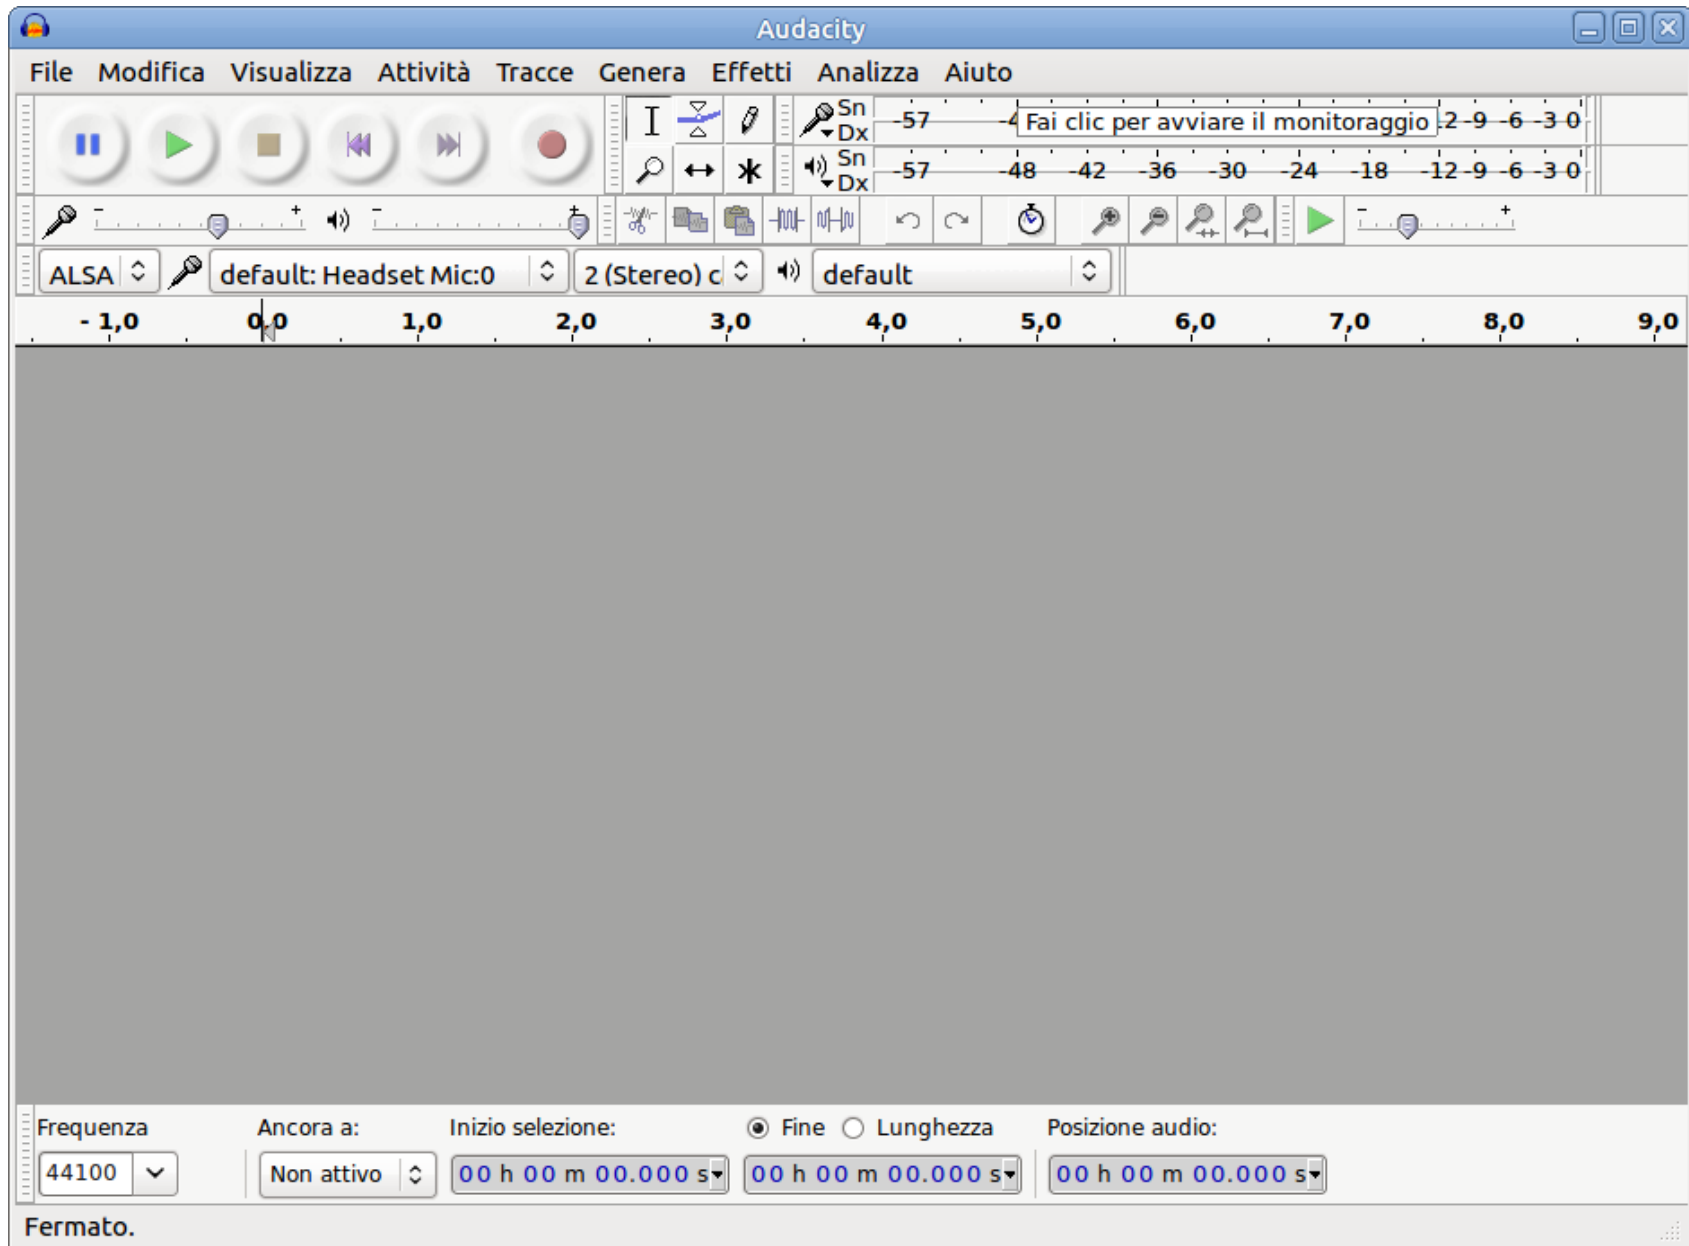 Audacity
File Modifica Visualizza Attività Tracce Genera Effetti Analizza Aiuto
Sn -57 -4 Fai clic per avviare il monitoraggio 12 -9 -6 -3 0
Dx
Sn -57 -48 -42 -36 -30 -24 -18 -12 -9 -6 -3 0
Dx
- + - + - +
ALSA default: Headset Mic:0 2 (Stereo) c default
- 1,0 0,0 1,0 2,0 3,0 4,0 5,0 6,0 7,0 8,0 9,0
Frequenza Ancora a: Inizio selezione: Fine Lunghezza Posizione audio:
44100 Non attivo 00 h 00 m 00.000 s 00 h 00 m 00.000 s 00 h 00 m 00.000 s
Fermato.